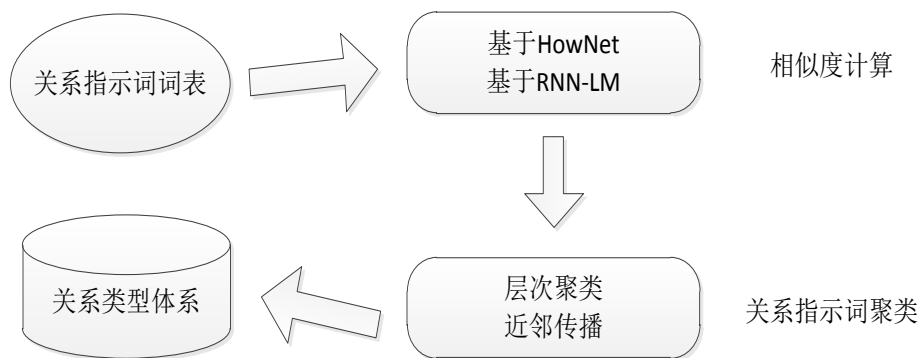 关系指示词词表
基于HowNet
基于RNN-LM
相似度计算
关系类型体系
层次聚类
近邻传播
关系指示词聚类